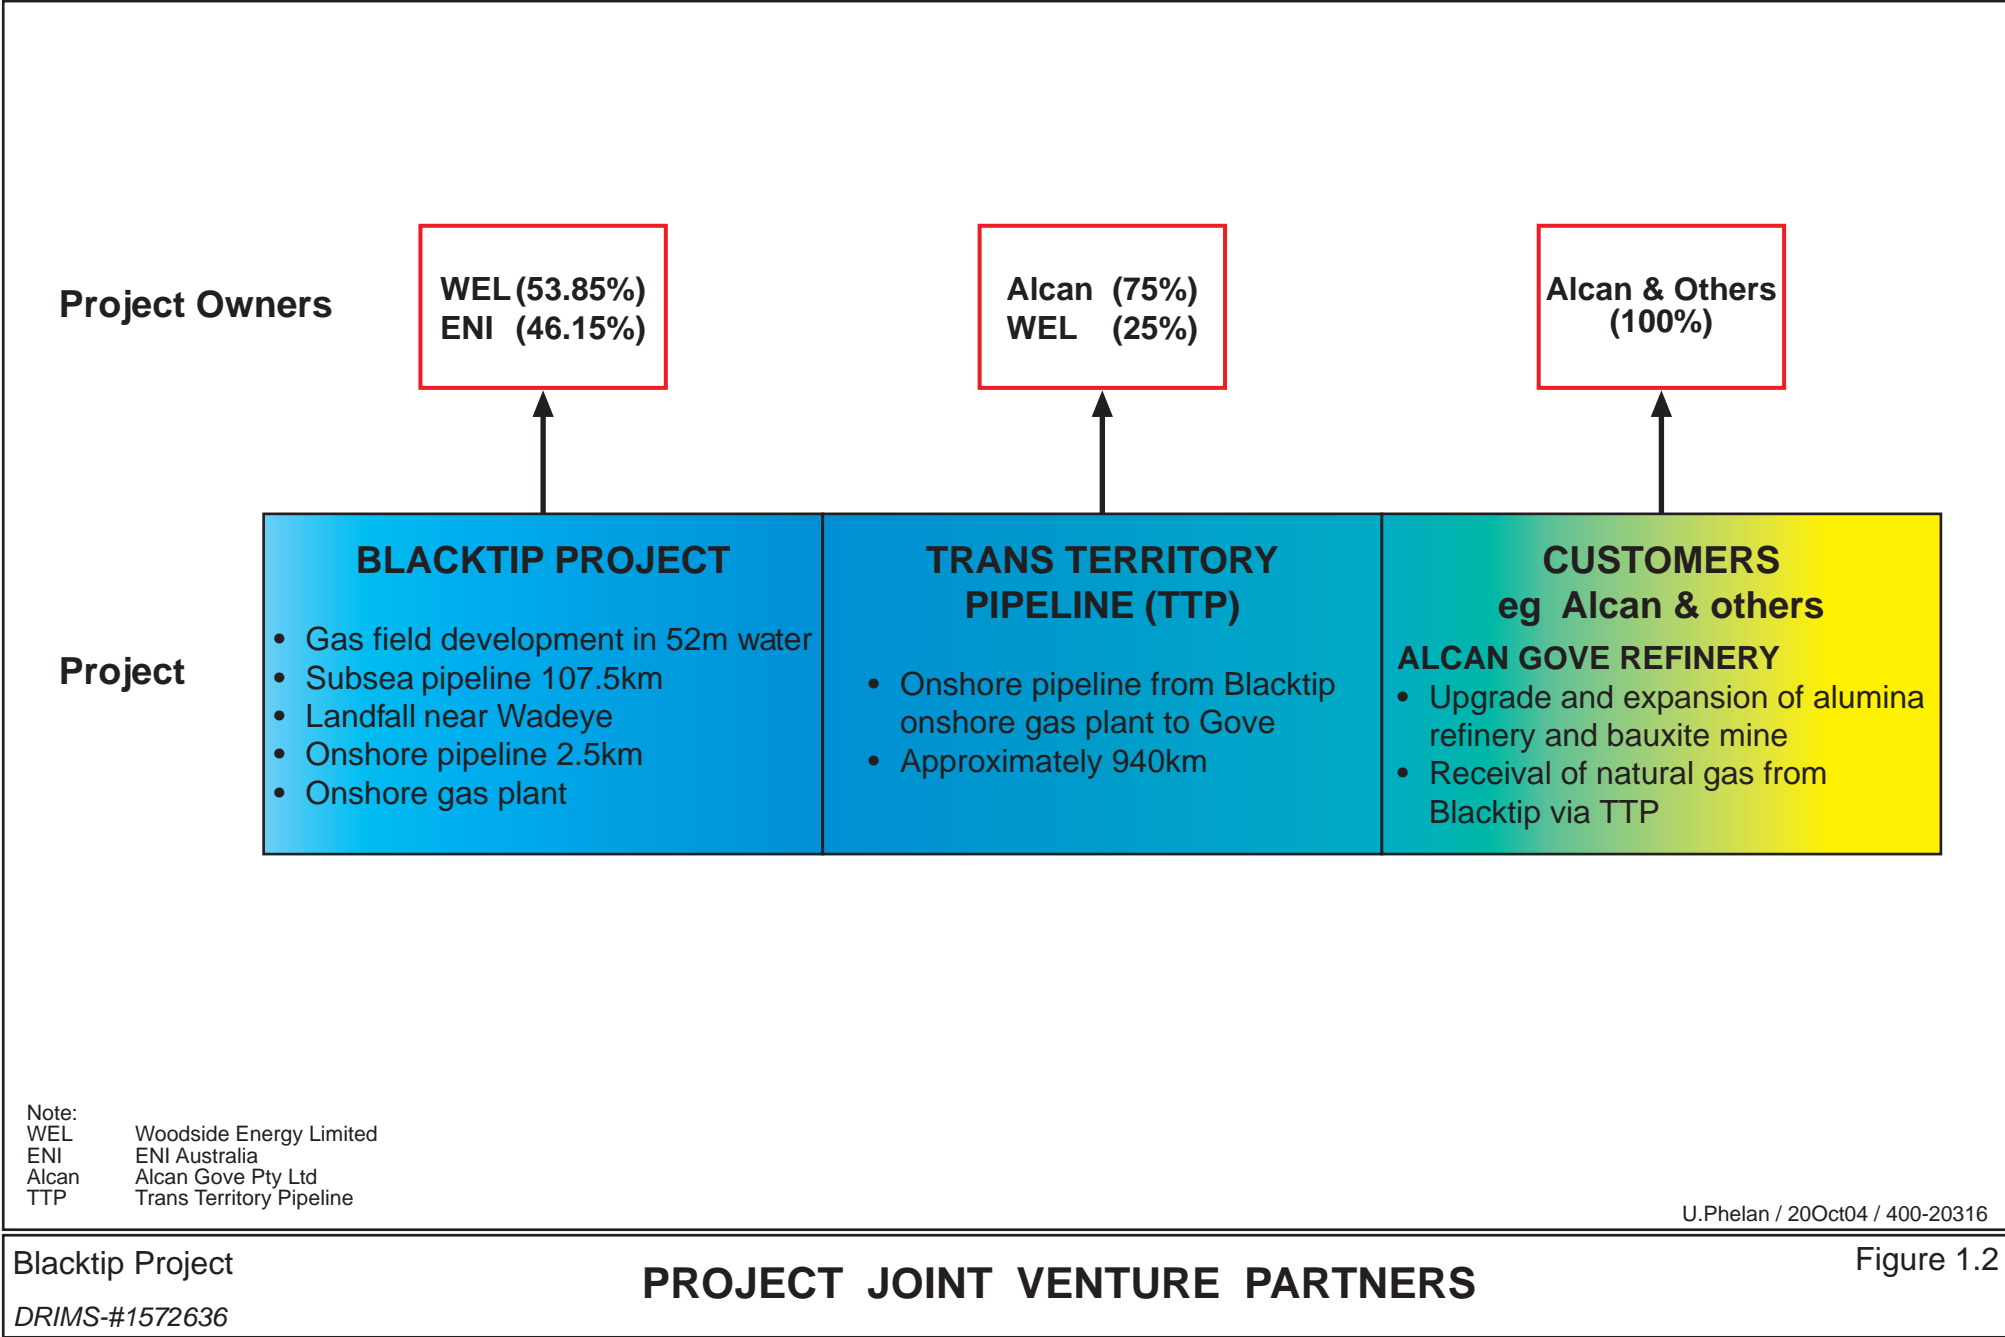 Project Owners
WEL (53.85%)
ENI (46.15%)
Alcan (75%)
WEL (25%)
Alcan & Others
(100%)
Project
BLACKTIP PROJECT
• Gas field development in 52m water
• Subsea pipeline 107.5km
• Landfall near Wadeye
• Onshore pipeline 2.5km
• Onshore gas plant
TRANS TERRITORY
PIPELINE (TTP)
• Onshore pipeline from Blacktip
onshore gas plant to Gove
• Approximately 940km
CUSTOMERS
eg Alcan & others
ALCAN GOVE REFINERY
• Upgrade and expansion of alumina
refinery and bauxite mine
• Receival of natural gas from
Blacktip via TTP
Note:
WEL Woodside Energy Limited
ENI ENI Australia
Alcan Alcan Gove Pty Ltd
TTP Trans Territory Pipeline
U.Phelan / 20Oct04 / 400-20316
Blacktip Project
DRIMS-#1572636
PROJECT JOINT VENTURE PARTNERS
Figure 1.2